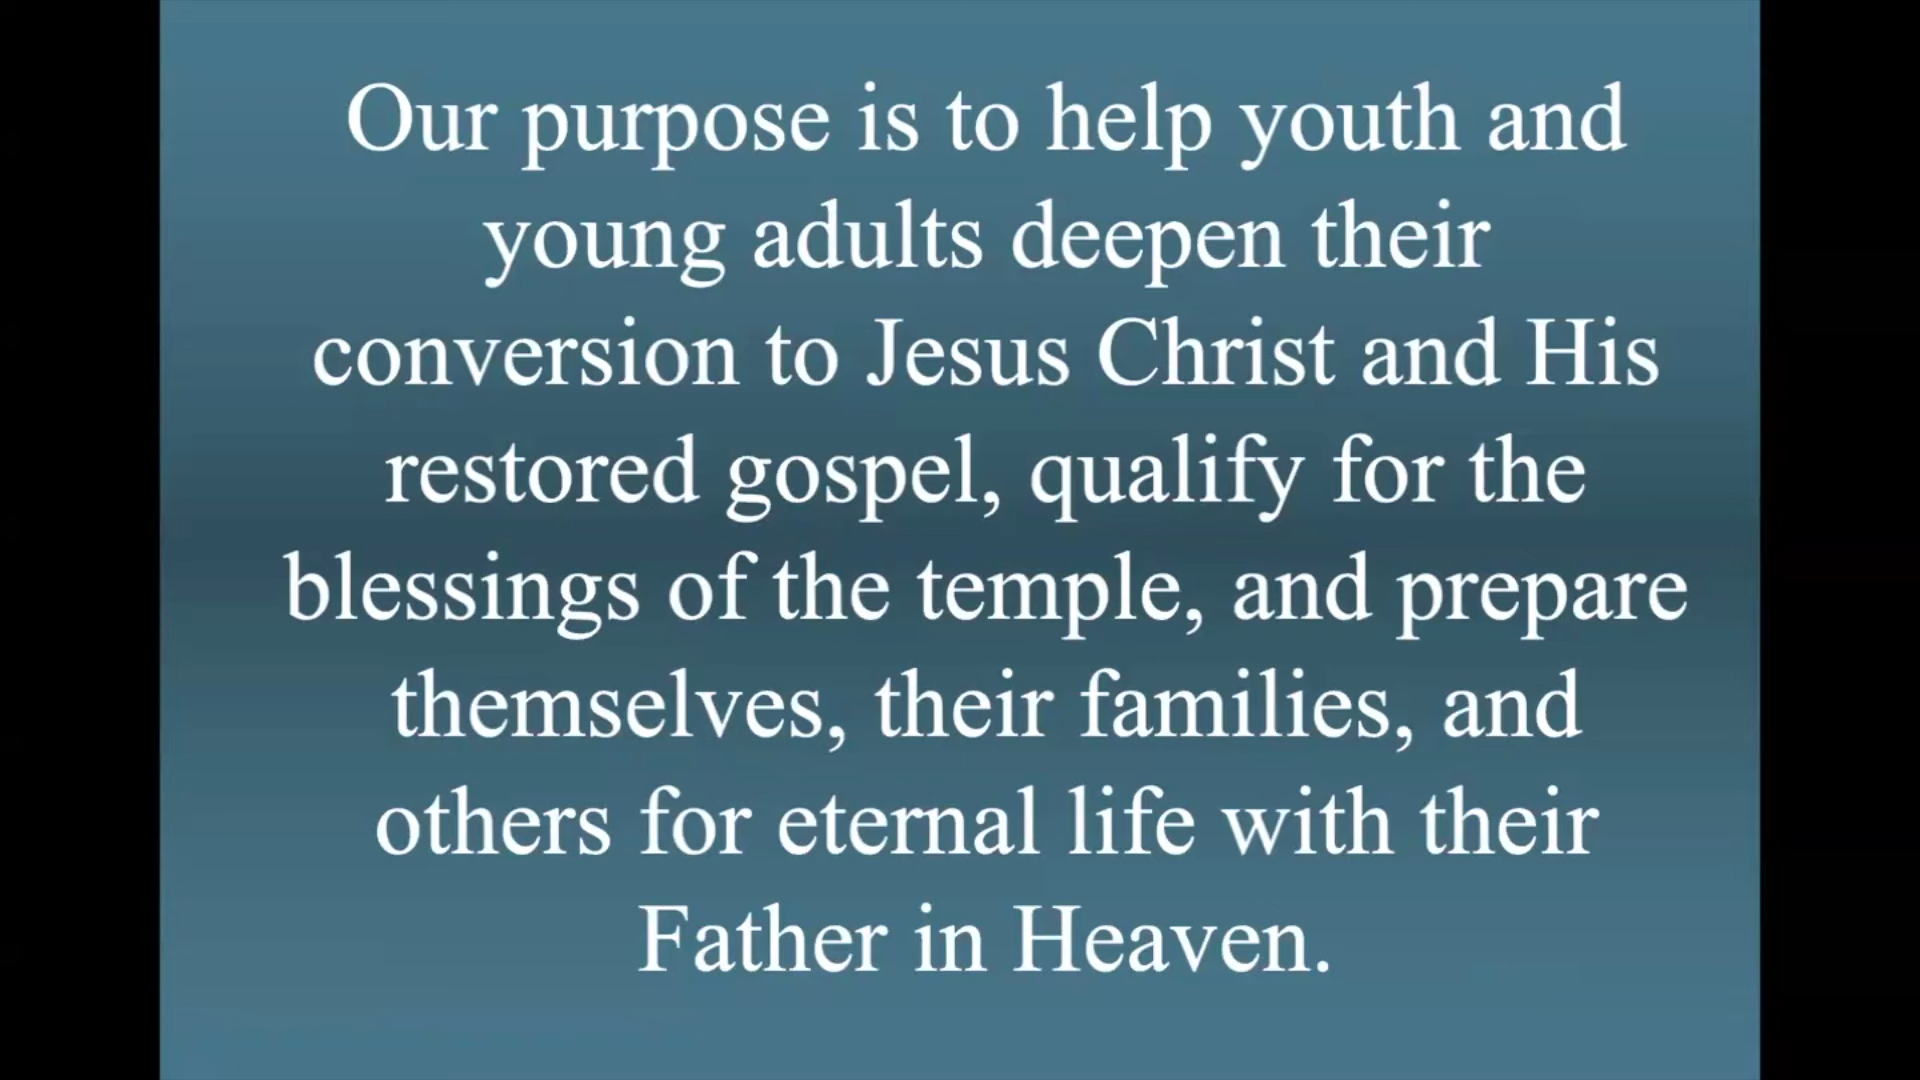 Our purpose is to help youth and
young adults deepen their
conversion to Jesus Christ and His
restored gospel, qualify for the
blessings of the temple, and prepare
themselves, their families, and
others for eternal life with their
Father in Heaven.